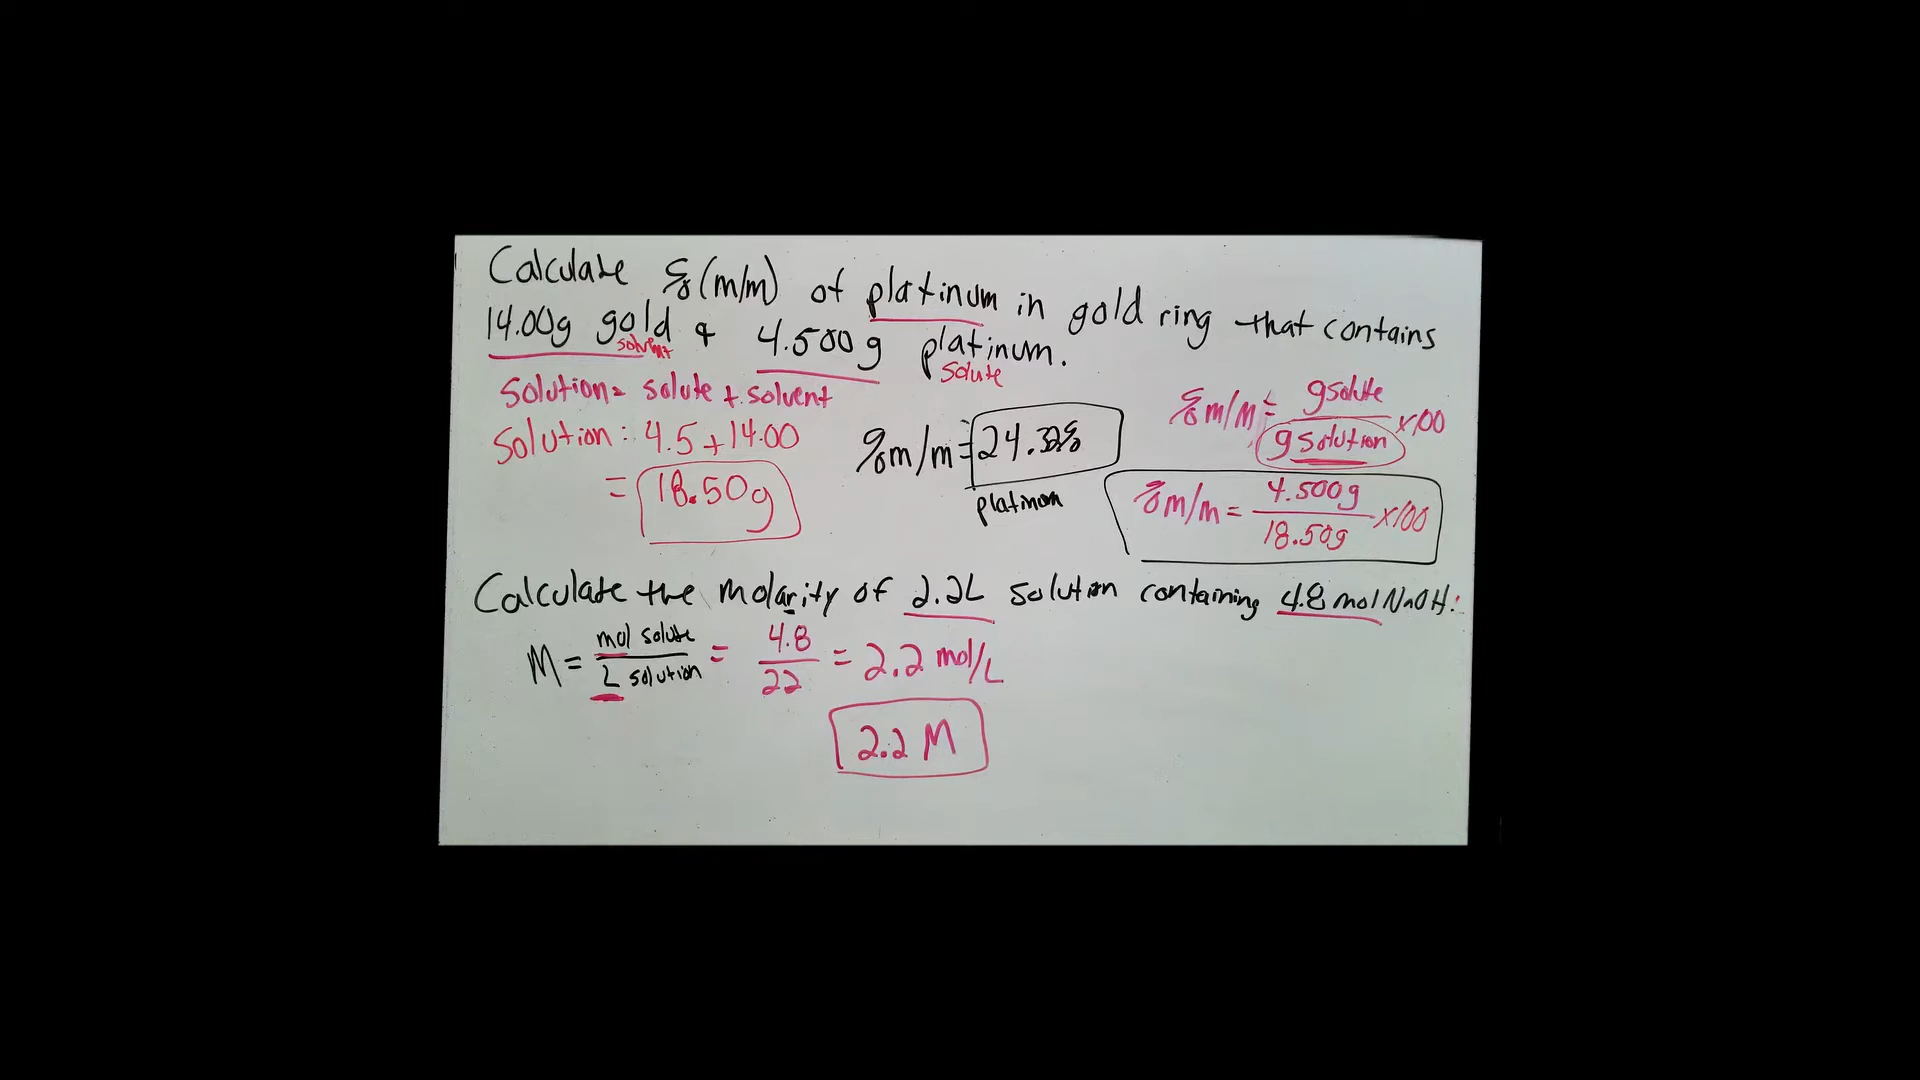 Calculate %(m/m) of platinum in gold ring that contains
14.00g gold & 4.500g platinum.
solvent
solute
solution = solute + solvent
solution: 4.5 + 14.00
= 18.50g
%m/m = 24.32%
platinum
%m/m = g solute / g solution x100
%m/m = 4.500g / 18.50g x100
Calculate the molarity of 2.2L solution containing 4.8 mol NaOH.
M = mol solute / L solution = 4.8 / 22 = 2.2 mol/L
2.2 M